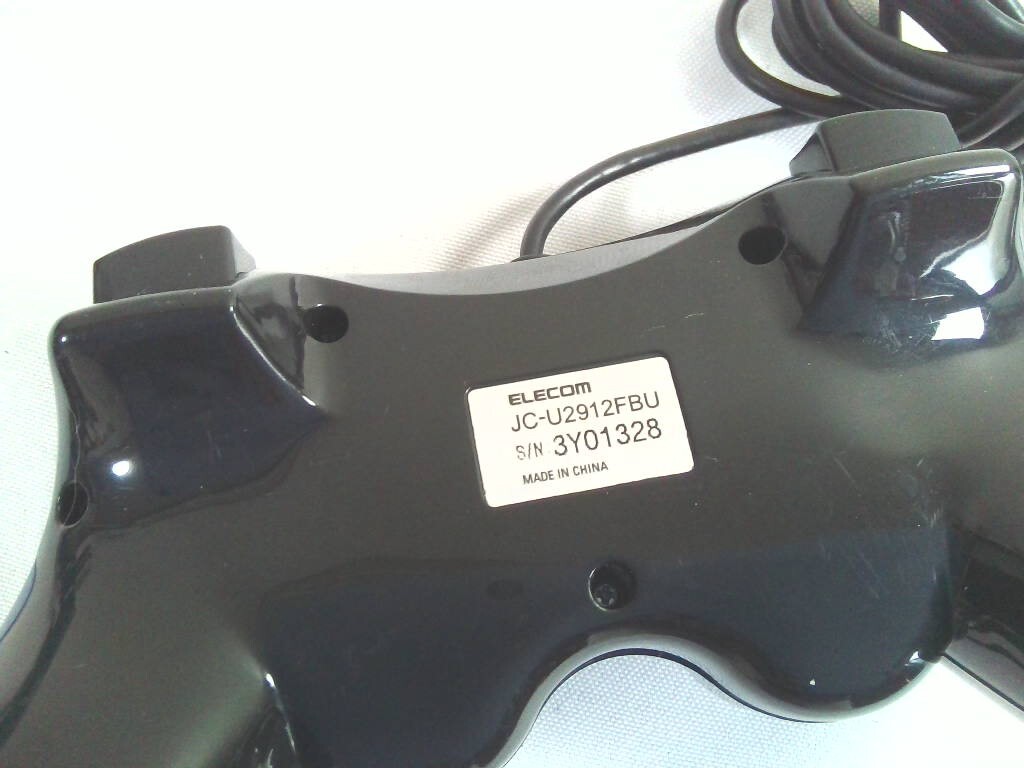 ELECOM
JC-U2912FBU
S/N 3Y01328
MADE IN CHINA